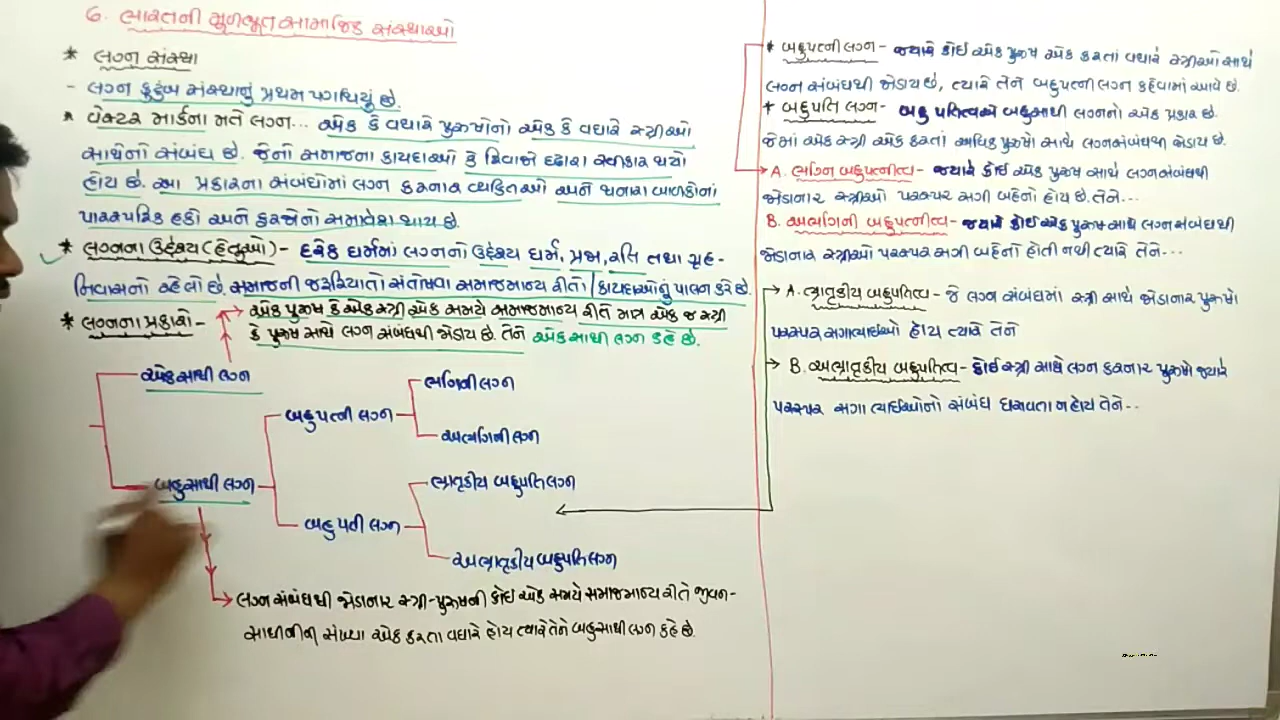 6. ભારતની મૂળભૂત સામાજિક સંસ્થાઓ
* લગ્ન સંસ્થા
- લગ્ન કુટુંબ સંસ્થાનું પ્રથમ પગથિયું છે.
* વેસ્ટર માર્કના મતે લગ્ન... એક કે વધારે પુરુષોનો એક કે વધારે સ્ત્રીઓ
સાથેનો સંબંધ છે. જેનો સમાજના કાયદાઓ કે રિવાજો દ્વારા સ્વીકાર થયો
હોય છે. આ પ્રકારના સંબંધોમાં લગ્ન કરનાર વ્યકિતઓ અને થનારા બાળકોનાં
પારસ્પરિક હકો અને ફરજોનો સમાવેશ થાય છે.
* લગ્નના ઉદ્દેશ્ય (હેતુઓ) - દરેક ધર્મમાં લગ્નનો ઉદ્દેશ્ય ધર્મ, પ્રજા, રતિ તથા ગૃહ-
નિવાસનો રહેલો છે. સમાજની જરૂરિયાતો સંતોષવા સમાજમાન્ય રીતો / કાયદાઓનું પાલન કરે છે.
* લગ્નના પ્રકારો -
એક પુરુષ કે એક સ્ત્રી એક સમયે સમાજમાન્ય રીતે માત્ર એક જ સ્ત્રી
કે પુરુષ સાથે લગ્ન સંબંધથી જોડાય છે. તેને એકસાથી લગ્ન કહે છે.
એકસાથી લગ્ન
બહુસાથી લગ્ન
બહુપત્ની લગ્ન
ભગિની લગ્ન
અભગિની લગ્ન
બહુ પતી લગ્ન
ભ્રાતૃકીય બહુપતિ લગ્ન
અભ્રાતૃકીય બહુપતિ લગ્ન
લગ્ન સંબંધથી જોડાનાર સ્ત્રી-પુરુષની કોઇ એક સમયે સમાજમાન્ય રીતે જીવન-
સાથીની સંખ્યા એક કરતા વધારે હોય ત્યારે તેને બહુસાથી લગ્ન કહે છે.
* બહુપત્ની લગ્ન - જ્યારે કોઇ એક પુરુષ એક કરતાં વધારે સ્ત્રીઓ સાથે
લગ્ન સંબંધથી જોડાય છે, ત્યારે તેને બહુપત્ની લગ્ન કહેવામાં આવે છે.
* બહુપતિ લગ્ન - બહુ પતિત્વએ બહુસાથી લગ્નનો એક પ્રકાર છે.
જેમાં એક સ્ત્રી એક કરતાં અધિક પુરુષો સાથે લગ્નસંબંધથી જોડાય છે.
A. ભગિની બહુપત્નીત્વ - જ્યારે કોઇ એક પુરુષ સાથે લગ્ન સંબંધથી
જોડાનાર સ્ત્રીઓ પરસ્પર સગી બહેનો હોય છે. તેને...
B. અભગિની બહુપત્નીત્વ - જ્યારે કોઇ એક પુરુષ સાથે લગ્ન સંબંધથી
જોડાનાર સ્ત્રીઓ પરસ્પર સગી બહેનો હોતી નથી ત્યારે તેને...
A. ભ્રાતૃકીય બહુપતિત્વ - જે લગ્ન સંબંધમાં સ્ત્રી સાથે જોડાનાર પુરુષો
પરસ્પર સગાભાઇઓ હોય ત્યારે તેને
B. અભ્રાતૃકીય બહુપતિત્વ - કોઇ સ્ત્રી સાથે લગ્ન કરનાર પુરુષો જ્યારે
પરસ્પર સગા ભાઈઓનો સંબંધ ધરાવતા ન હોય તેને..